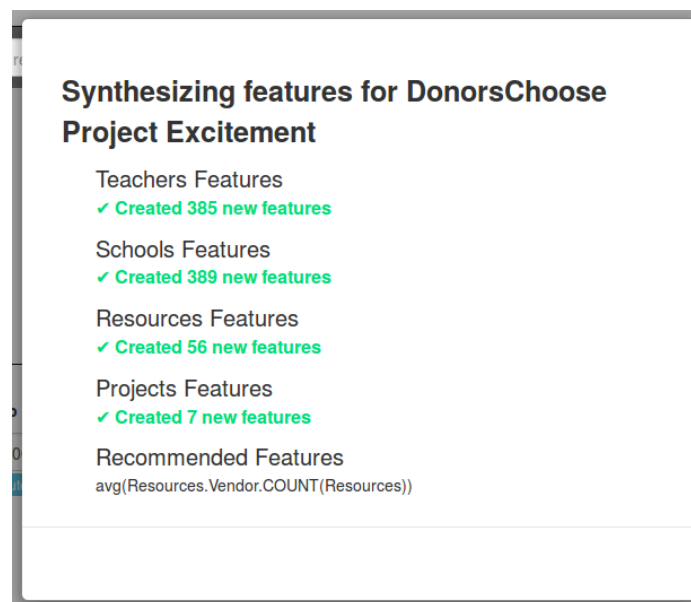 Synthesizing features for DonorsChoose
Project Excitement
Teachers Features
✔ Created 385 new features
Schools Features
✔ Created 389 new features
Resources Features
✔ Created 56 new features
Projects Features
✔ Created 7 new features
Recommended Features
avg(Resources.Vendor.COUNT(Resources))